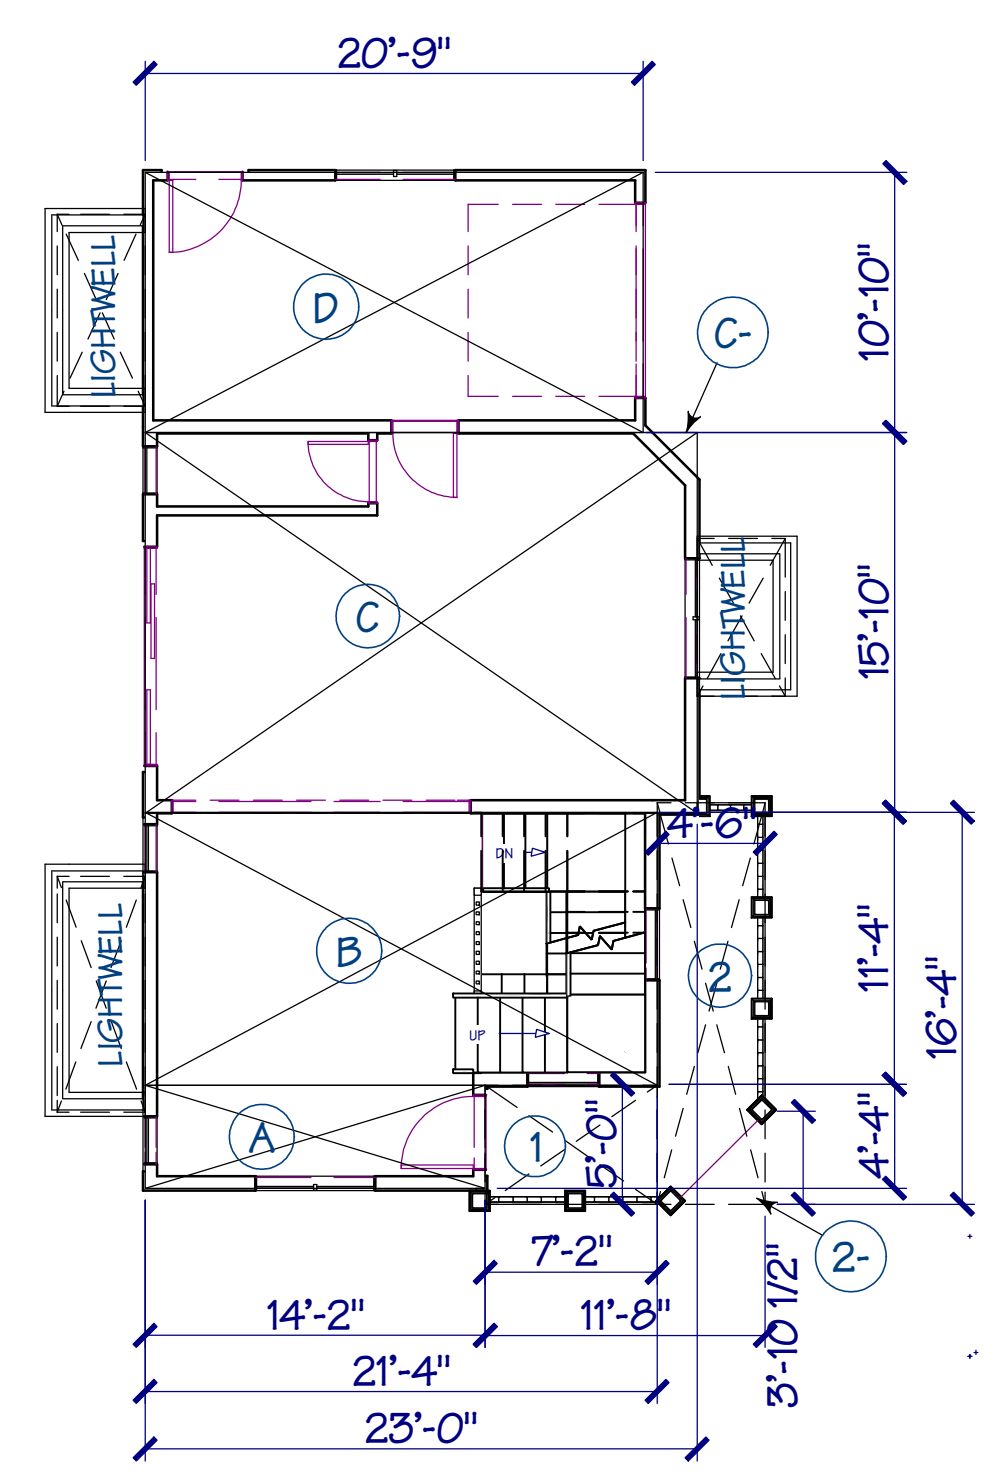 20'-9"
LIGHTWELL
D
C-
10'-10"
C
LIGHTWELL
15'-10"
4'-6"
DN
B
LIGHTWELL
2
11'-4"
16'-4"
UP
A
1
5'-0"
4'-4"
7'-2"
2-
3'-10 1/2"
14'-2"
11'-8"
21'-4"
23'-0"